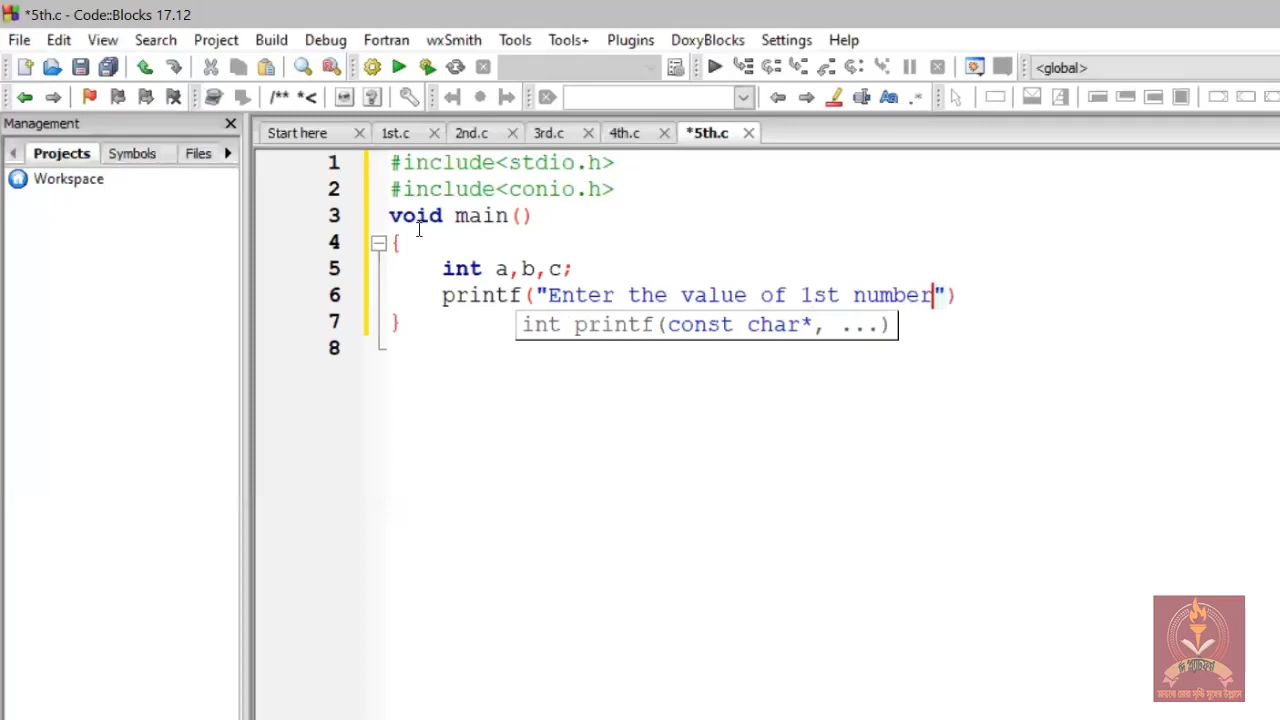 *5th.c - Code::Blocks 17.12
File Edit View Search Project Build Debug Fortran wxSmith Tools Tools+ Plugins DoxyBlocks Settings Help
<global>
/** *<
Management
Start here 1st.c 2nd.c 3rd.c 4th.c *5th.c
Projects Symbols Files
Workspace
1 #include<stdio.h>
2 #include<conio.h>
3 void main()
4 {
5 int a,b,c;
6 printf("Enter the value of 1st number")
int printf(const char*, ...)
7 }
8